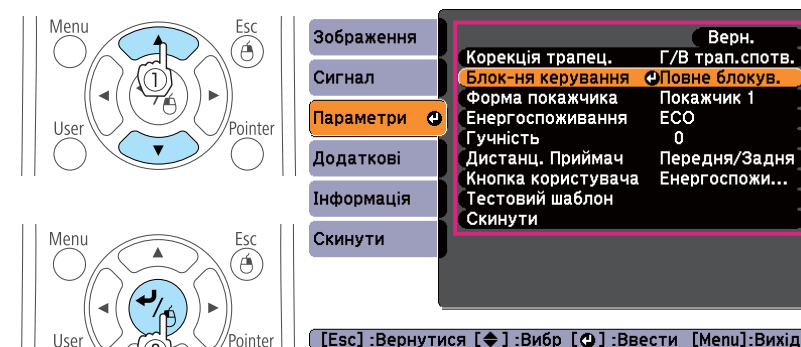 Menu
Esc
1
User
Pointer
Menu
Esc
User
Pointer
Зображення
Сигнал
Параметри
Додаткові
Інформація
Скинути
Верн.
Корекція трапец. Г/В трап.спотв.
Блок-ня керування Повне блокув.
Форма покажчика Покажчик 1
Енергоспоживання ECO
Гучність 0
Дистанц. Приймач Передня/Задня
Кнопка користувача Енергоспожи...
Тестовий шаблон
Скинути
[Esc] :Вернутися [◆] :Вибр [⏎] :Ввести [Menu]:Вихід